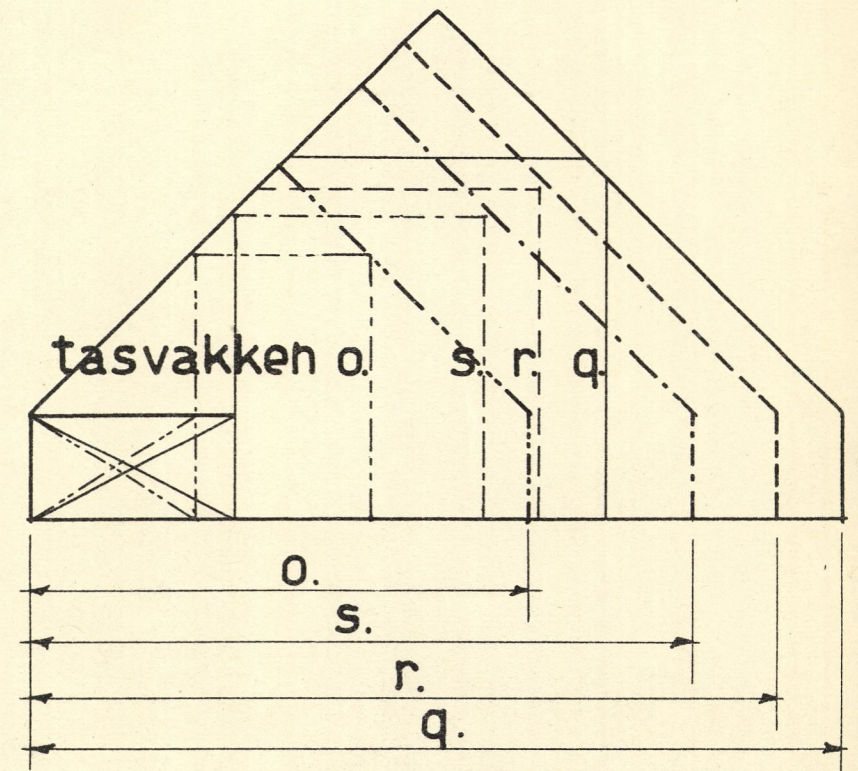 tasvakken o. s. r. q.
o.
s.
r.
q.